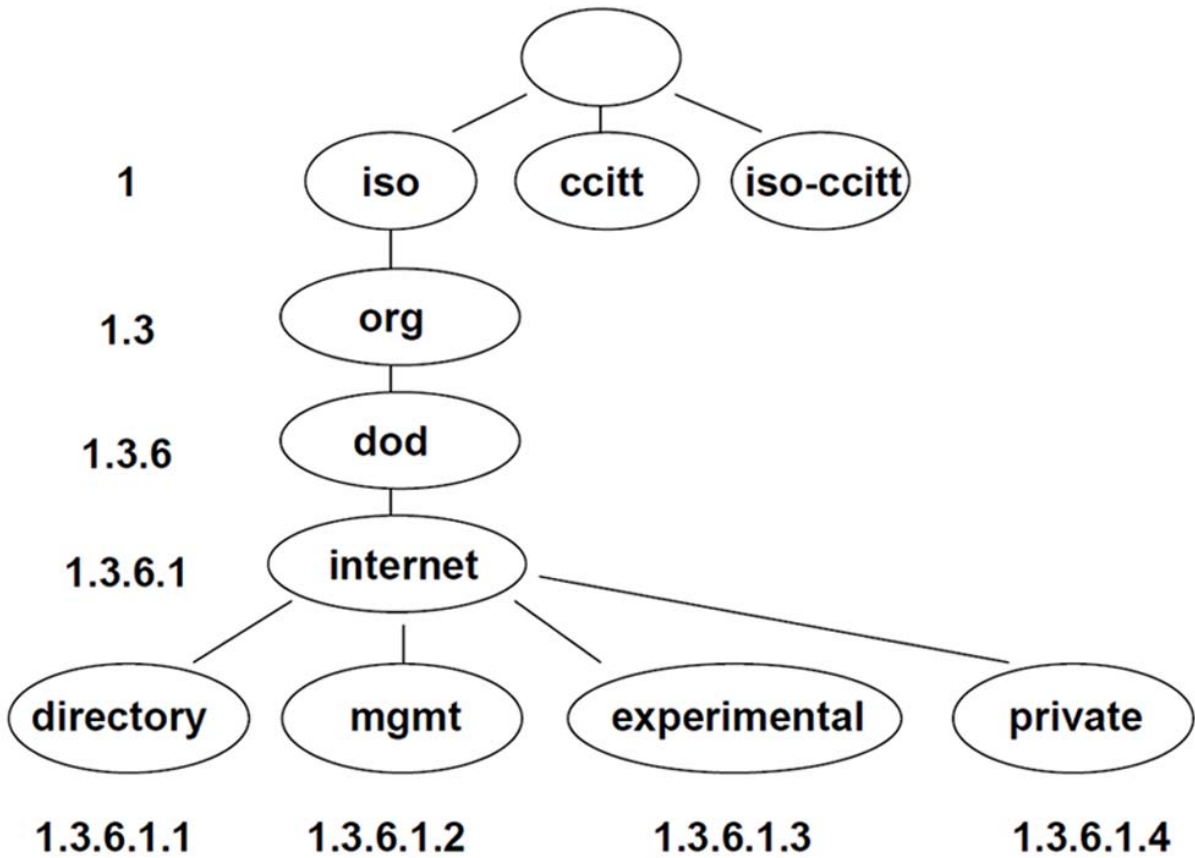 1 iso ccitt iso-ccitt
1.3 org
1.3.6 dod
1.3.6.1 internet
directory mgmt experimental private
1.3.6.1.1 1.3.6.1.2 1.3.6.1.3 1.3.6.1.4